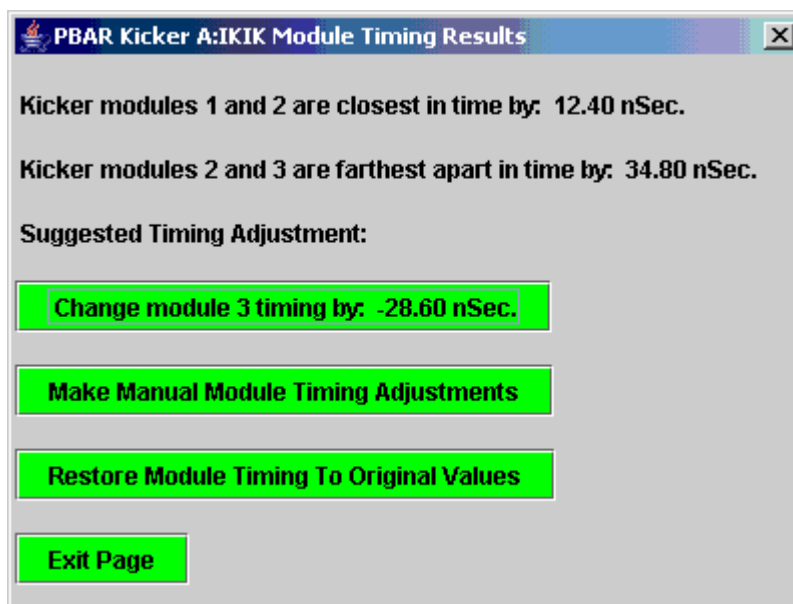 PBAR Kicker A:IKIK Module Timing Results
Kicker modules 1 and 2 are closest in time by: 12.40 nSec.
Kicker modules 2 and 3 are farthest apart in time by: 34.80 nSec.
Suggested Timing Adjustment:
Change module 3 timing by: -28.60 nSec.
Make Manual Module Timing Adjustments
Restore Module Timing To Original Values
Exit Page